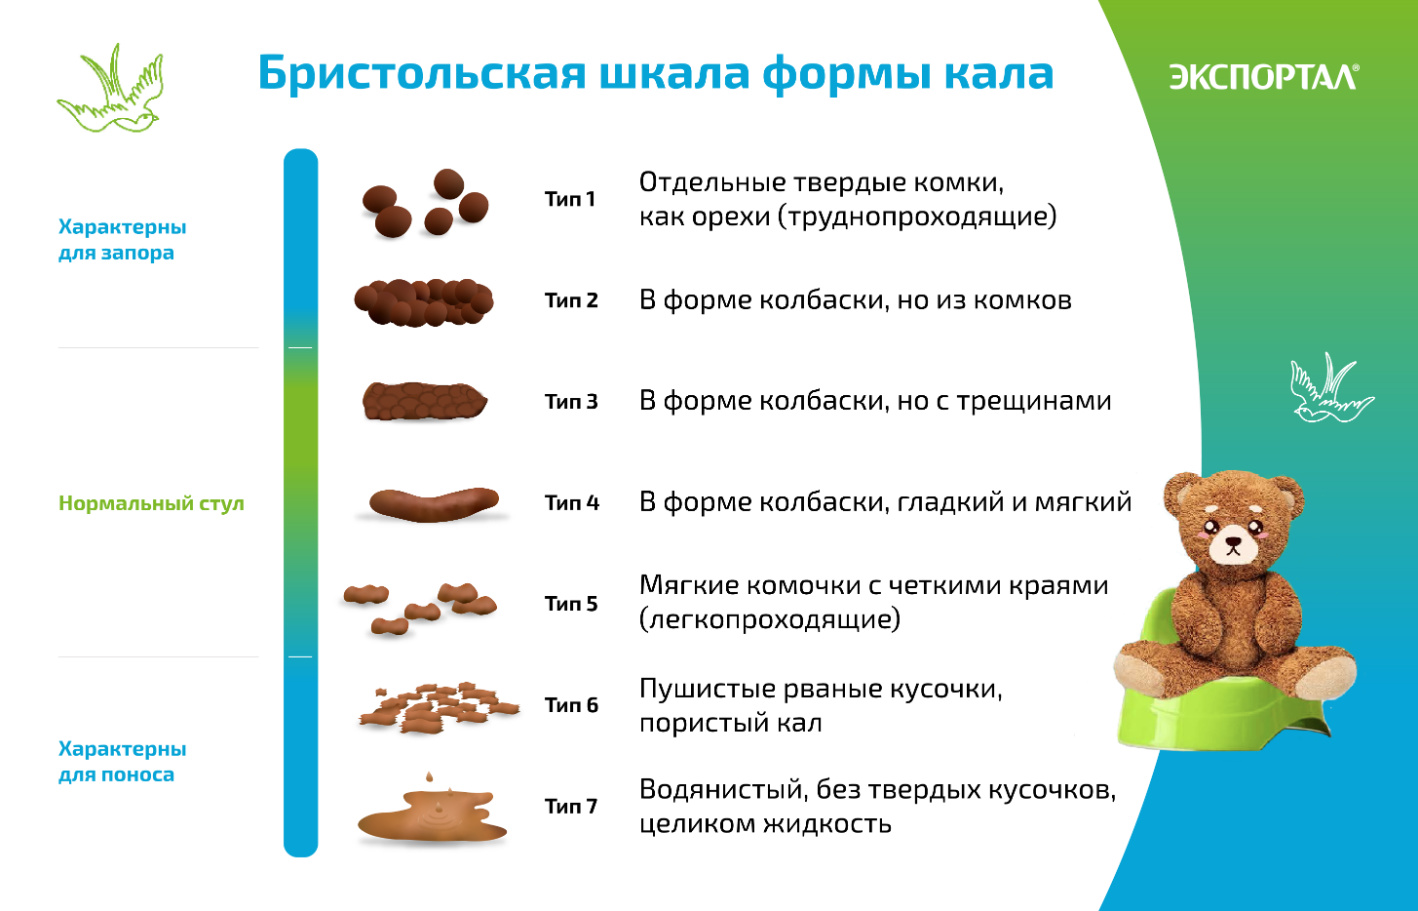 Бристольская шкала формы кала
ЭКСПОРТАЛ®
Характерны
для запора
Тип 1
Отдельные твердые комки,
как орехи (труднопроходящие)
Тип 2
В форме колбаски, но из комков
Тип 3
В форме колбаски, но с трещинами
Нормальный стул
Тип 4
В форме колбаски, гладкий и мягкий
Тип 5
Мягкие комочки с четкими краями
(легкопроходящие)
Тип 6
Пушистые рваные кусочки,
пористый кал
Характерны
для поноса
Тип 7
Водянистый, без твердых кусочков,
целиком жидкость